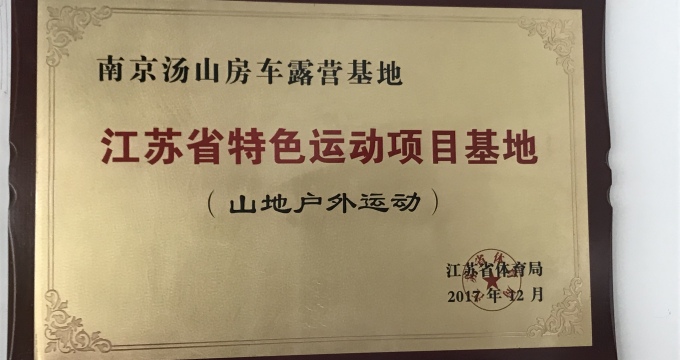 南京汤山房车露营基地
江苏省特色运动项目基地
（山地户外运动）
江苏省体育局
2017年12月